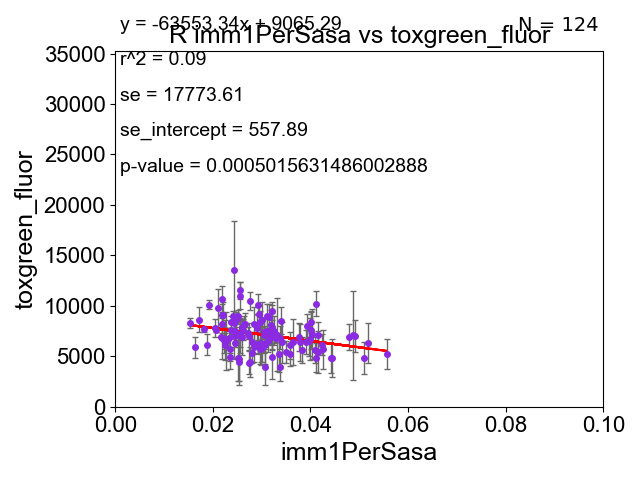 y = -63553.34x + 9065.29
N = 124
R imm1PerSasa vs toxgreen_fluor
r^2 = 0.09
se = 17773.61
se_intercept = 557.89
p-value = 0.0005015631486002888
35000
30000
25000
20000
15000
10000
5000
0
toxgreen_fluor
0.00 0.02 0.04 0.06 0.08 0.10
imm1PerSasa